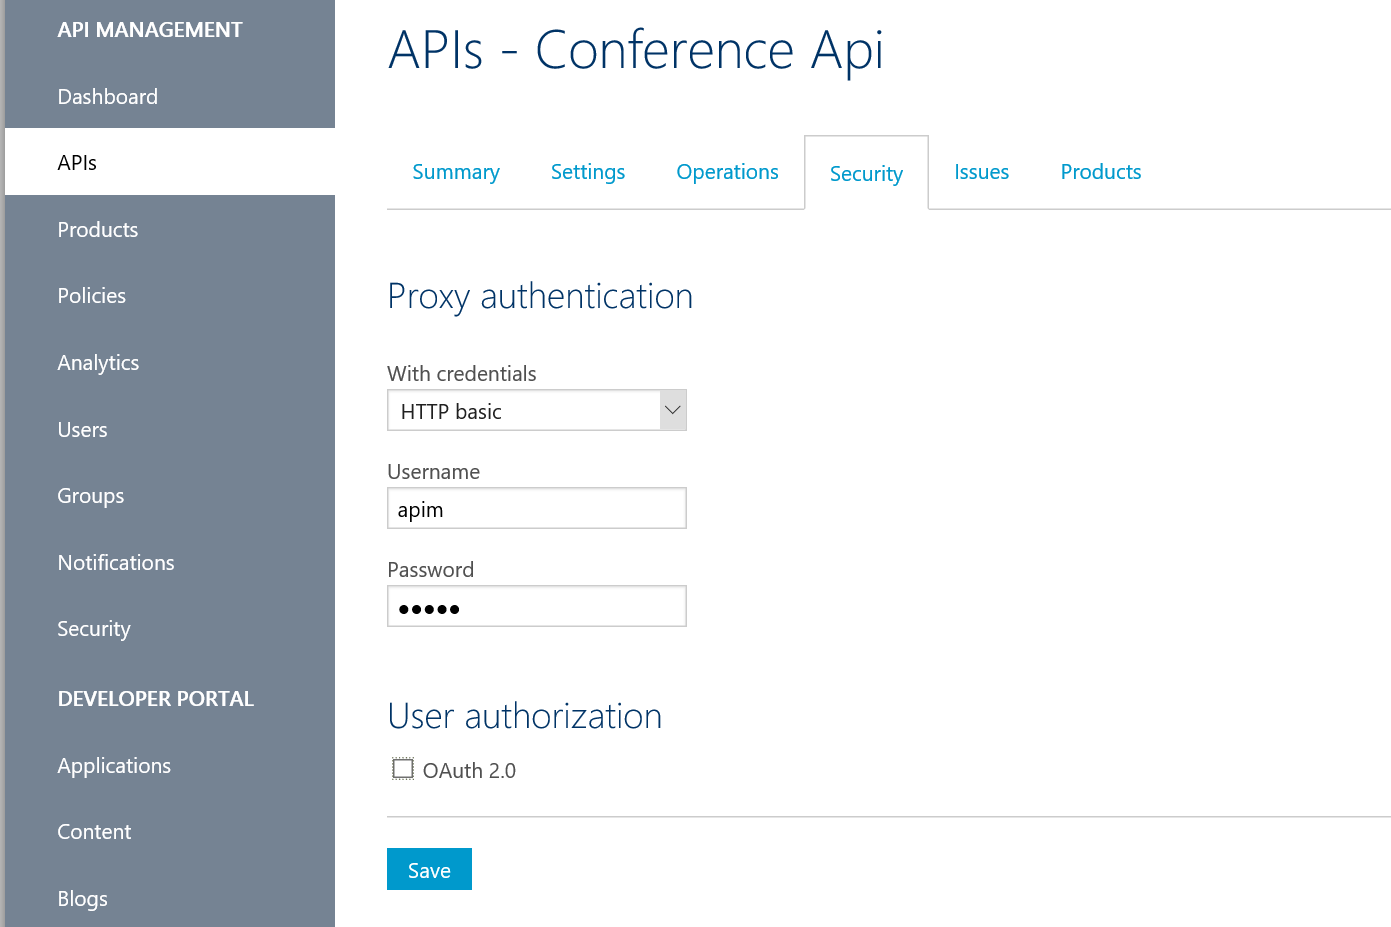 API MANAGEMENT
Dashboard
APIs
Products
Policies
Analytics
Users
Groups
Notifications
Security
DEVELOPER PORTAL
Applications
Content
Blogs
APIs - Conference Api
Summary Settings Operations Security Issues Products
Proxy authentication
With credentials
HTTP basic
Username
apim
Password
●●●●●
User authorization
OAuth 2.0
Save